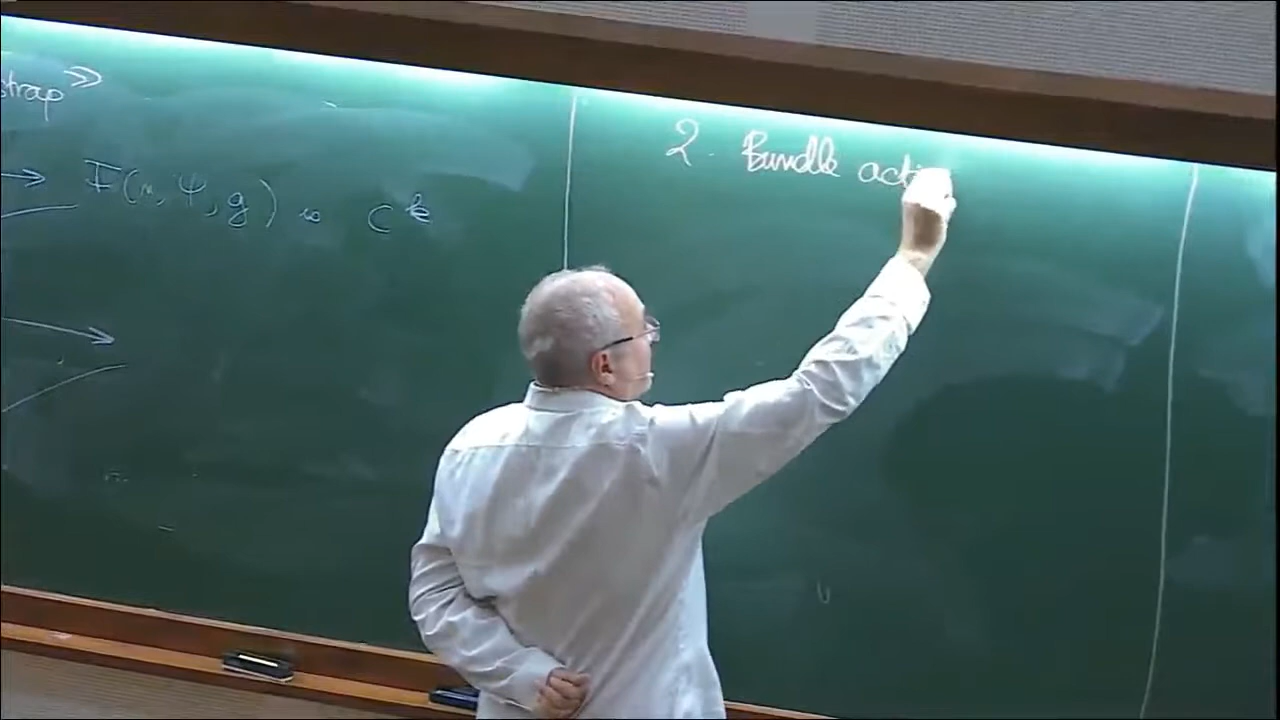 strap »
→ F(x, Ψ, g) is C^k
2. Bundle acti